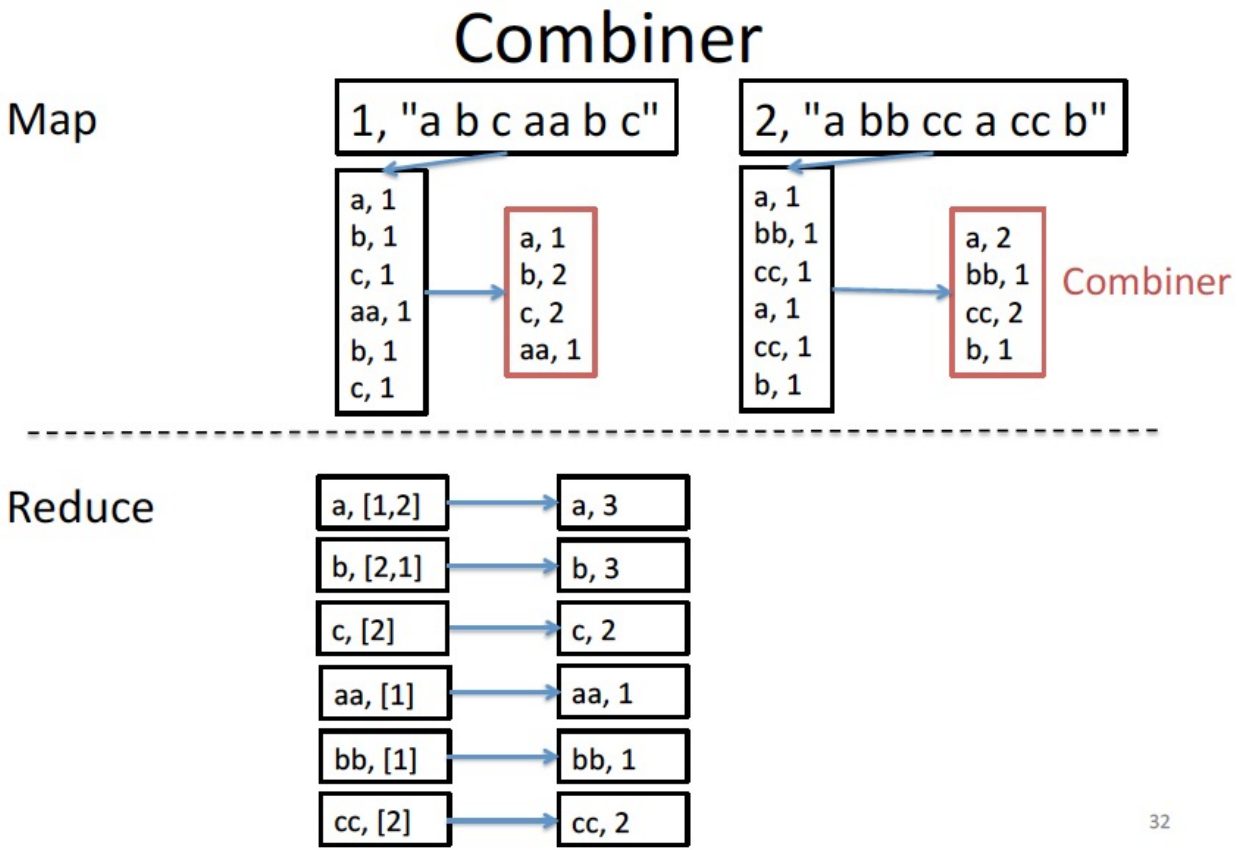 Combiner
Map
1, "a b c aa b c"
2, "a bb cc a cc b"
a, 1
b, 1
c, 1
aa, 1
b, 1
c, 1
a, 1
b, 2
c, 2
aa, 1
a, 1
bb, 1
cc, 1
a, 1
cc, 1
b, 1
a, 2
bb, 1
cc, 2
b, 1
Combiner
Reduce
a, [1,2]
a, 3
b, [2,1]
b, 3
c, [2]
c, 2
aa, [1]
aa, 1
bb, [1]
bb, 1
cc, [2]
cc, 2
32